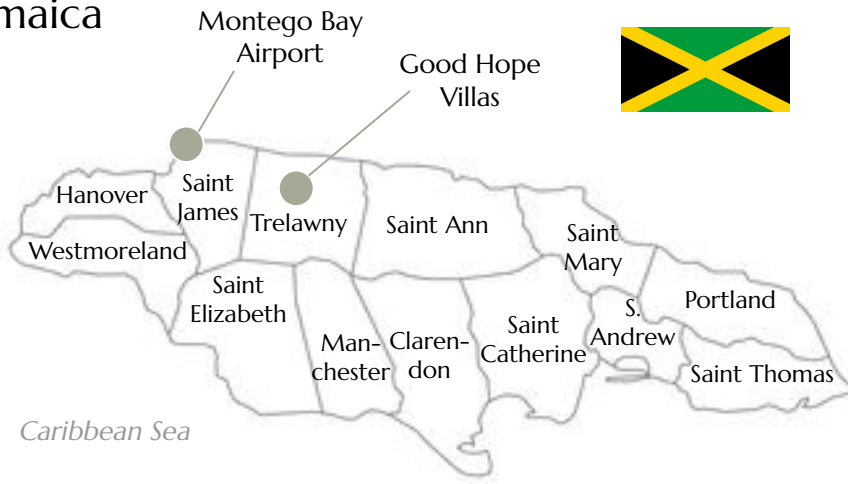 maica
Montego Bay
Airport
Good Hope
Villas
Hanover
Saint
James
Trelawny
Saint Ann
Saint
Mary
Westmoreland
Saint
Elizabeth
Man-
chester
Claren-
don
Saint
Catherine
S.
Andrew
Portland
Saint Thomas
Caribbean Sea